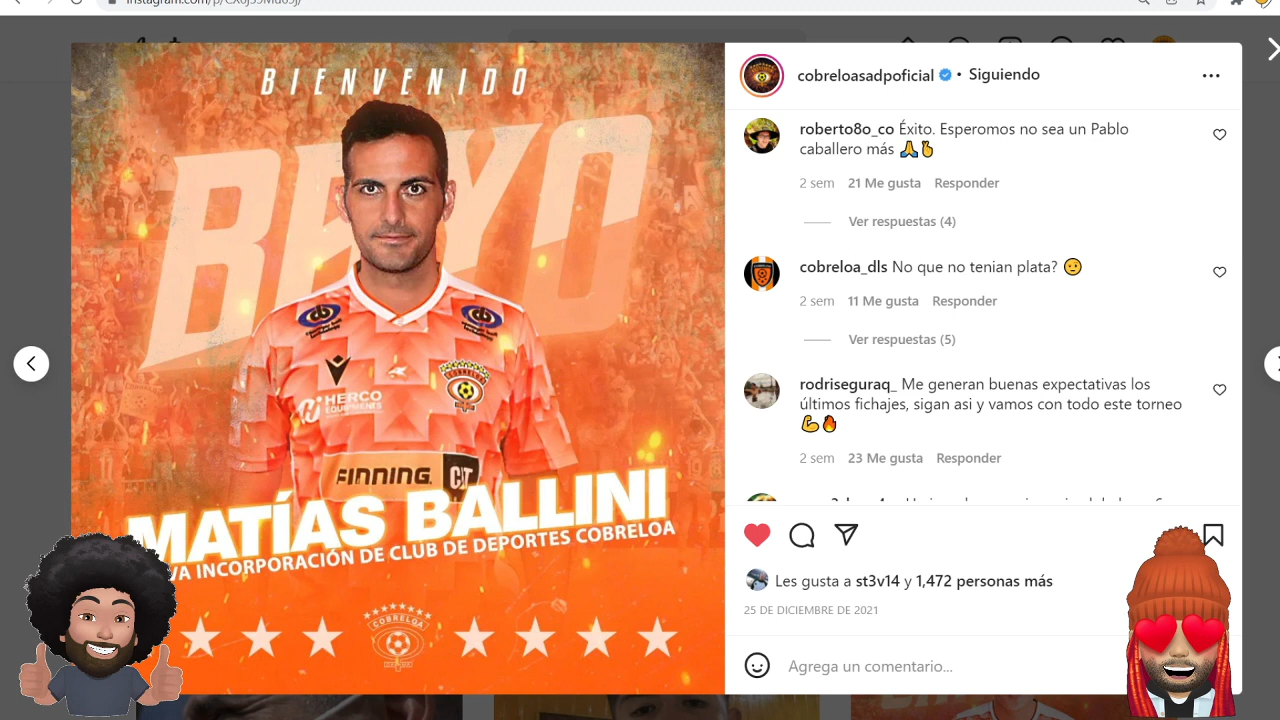 BIENVENIDO
HERCO
EQUIPMENTS
COBRELOA
FINNING.
CAT
MATÍAS BALLINI
VA INCORPORACIÓN DE CLUB DE DEPORTES COBRELOA
COBRELOA
cobreloasadpoficial • Siguiendo
roberto8o_co Éxito. Esperomos no sea un Pablo
caballero más 🙏🫰
2 sem 21 Me gusta Responder
Ver respuestas (4)
cobreloa_dls No que no tenian plata? 🤨
2 sem 11 Me gusta Responder
Ver respuestas (5)
rodriseguraq_ Me generan buenas expectativas los
últimos fichajes, sigan asi y vamos con todo este torneo
💪🔥
2 sem 23 Me gusta Responder
Les gusta a st3v14 y 1,472 personas más
25 DE DICIEMBRE DE 2021
Agrega un comentario...